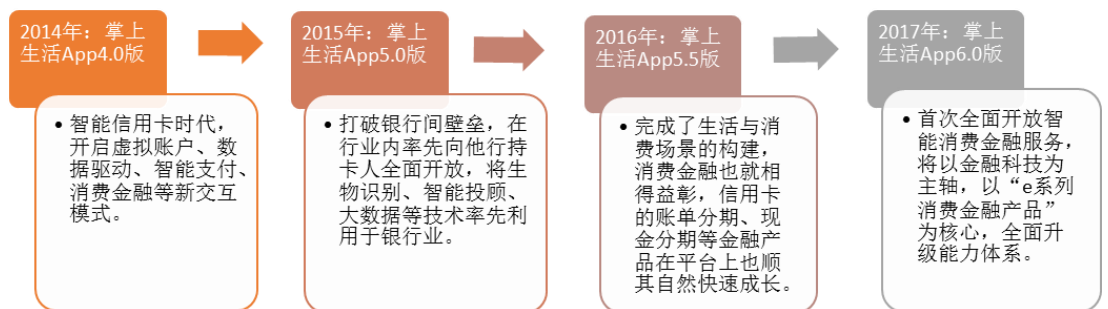 2014年：掌上
生活App4.0版
• 智能信用卡时代，
开启虚拟账户、数
据驱动、智能支付、
消费金融等新交互
模式。
2015年：掌上
生活App5.0版
• 打破银行间壁垒，在
行业内率先向他行持
卡人全面开放，将生
物识别、智能投顾、
大数据等技术率先利
用于银行业。
2016年：掌上
生活App5.5版
• 完成了生活与消
费场景的构建，
消费金融也就相
得益彰，信用卡
的账单分期、现
金分期等金融产
品在平台上也顺
其自然快速成长。
2017年：掌上
生活App6.0版
• 首次全面开放智
能消费金融服务，
将以金融科技为
主轴，以“e系列
消费金融产品”
为核心，全面升
级能力体系。